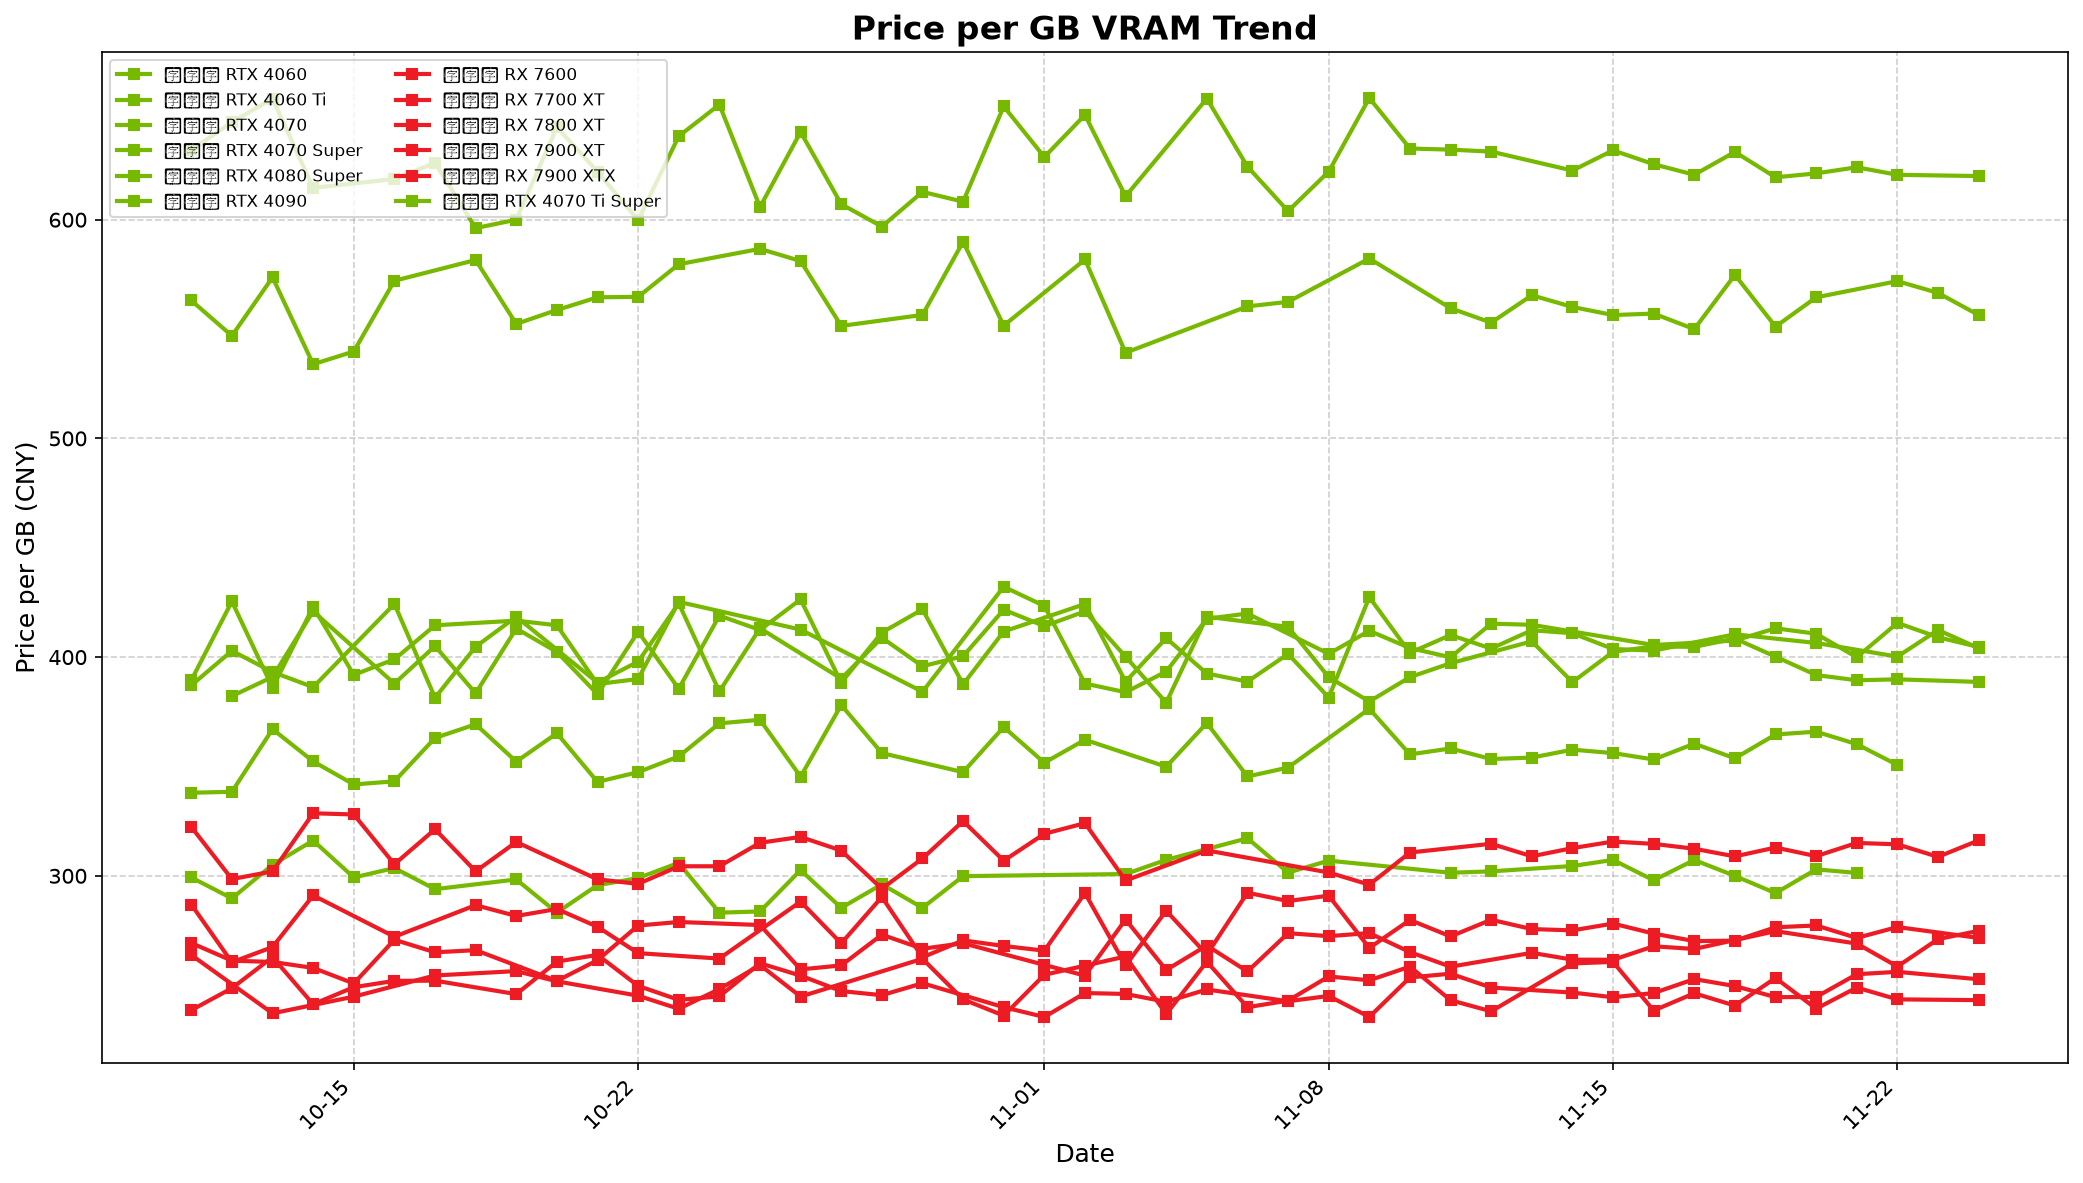 Price per GB VRAM Trend
RTX 4060
RTX 4060 Ti
RTX 4070
RTX 4070 Super
RTX 4080 Super
RTX 4090
RX 7600
RX 7700 XT
RX 7800 XT
RX 7900 XT
RX 7900 XTX
RTX 4070 Ti Super
Price per GB (CNY)
600
500
400
300
10-15
10-22
11-01
11-08
11-15
11-22
Date